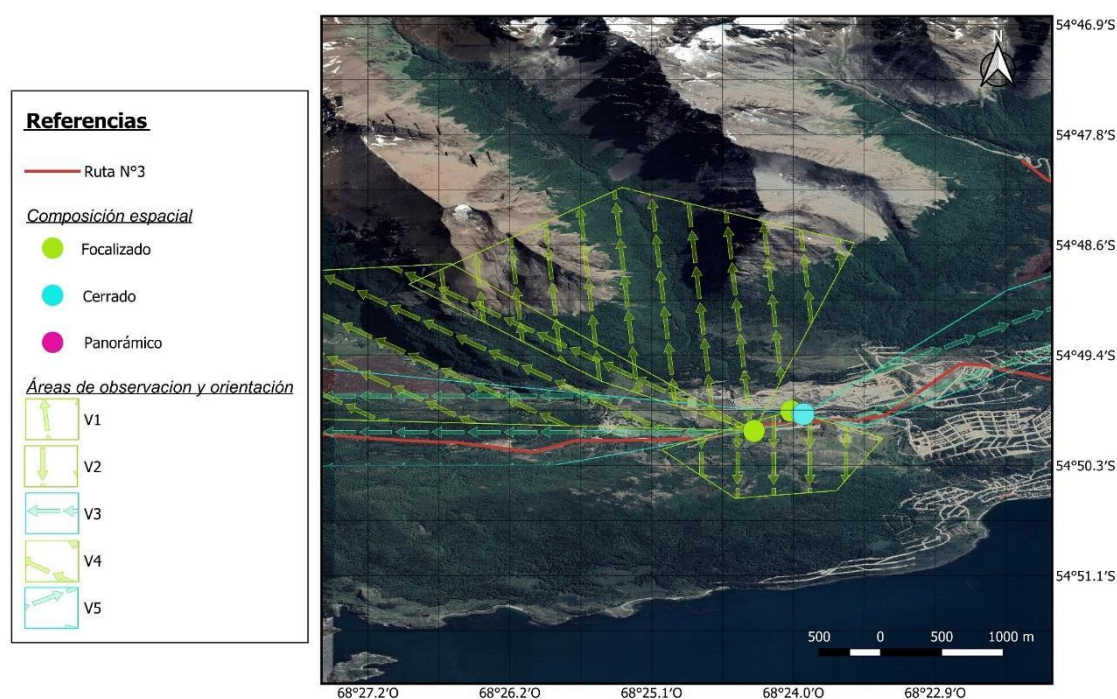 Referencias
Ruta N°3
Composición espacial
Focalizado
Cerrado
Panorámico
Áreas de observacion y orientación
V1
V2
V3
V4
V5
N
54°46.9'S
54°47.8'S
54°48.6'S
54°49.4'S
54°50.3'S
54°51.1'S
500 0 500 1000 m
68°27.2'O 68°26.2'O 68°25.1'O 68°24.0'O 68°22.9'O